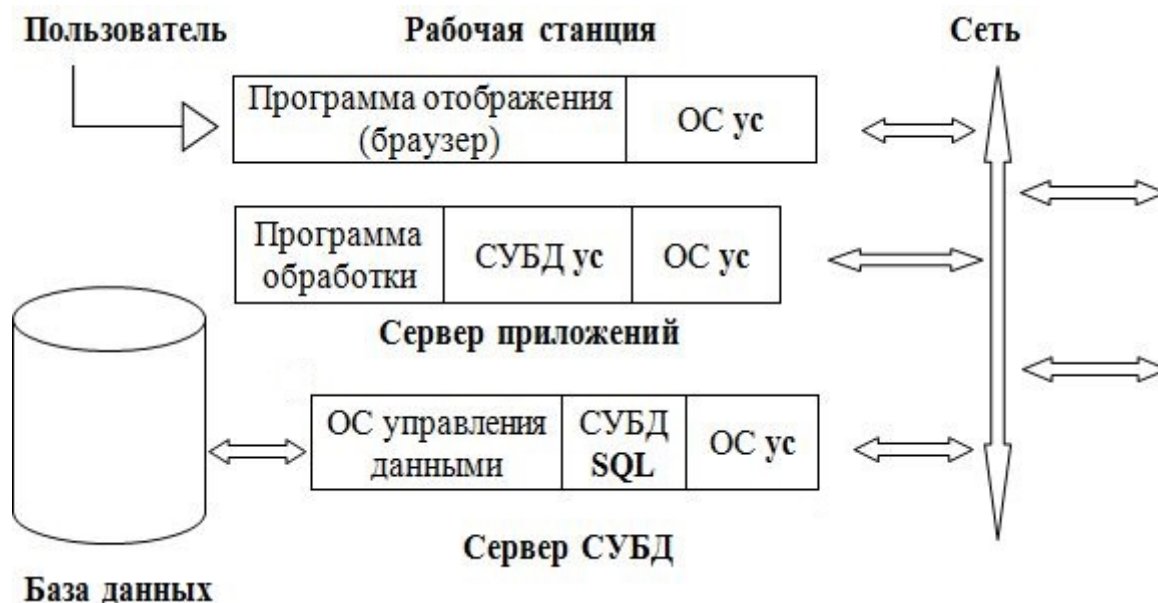 Пользователь Рабочая станция Сеть
Программа отображения
(браузер)
ОС ус
Программа
обработки
СУБД ус
ОС ус
Сервер приложений
ОС управления
данными
СУБД
SQL
ОС ус
Сервер СУБД
База данных